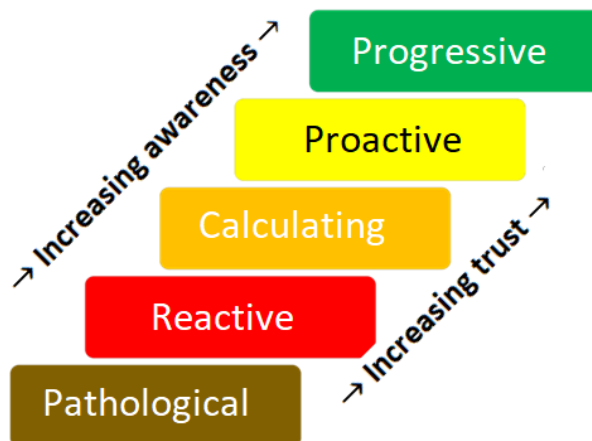 Progressive
Proactive
Calculating
Reactive
Pathological
→ Increasing awareness →
→ Increasing trust →